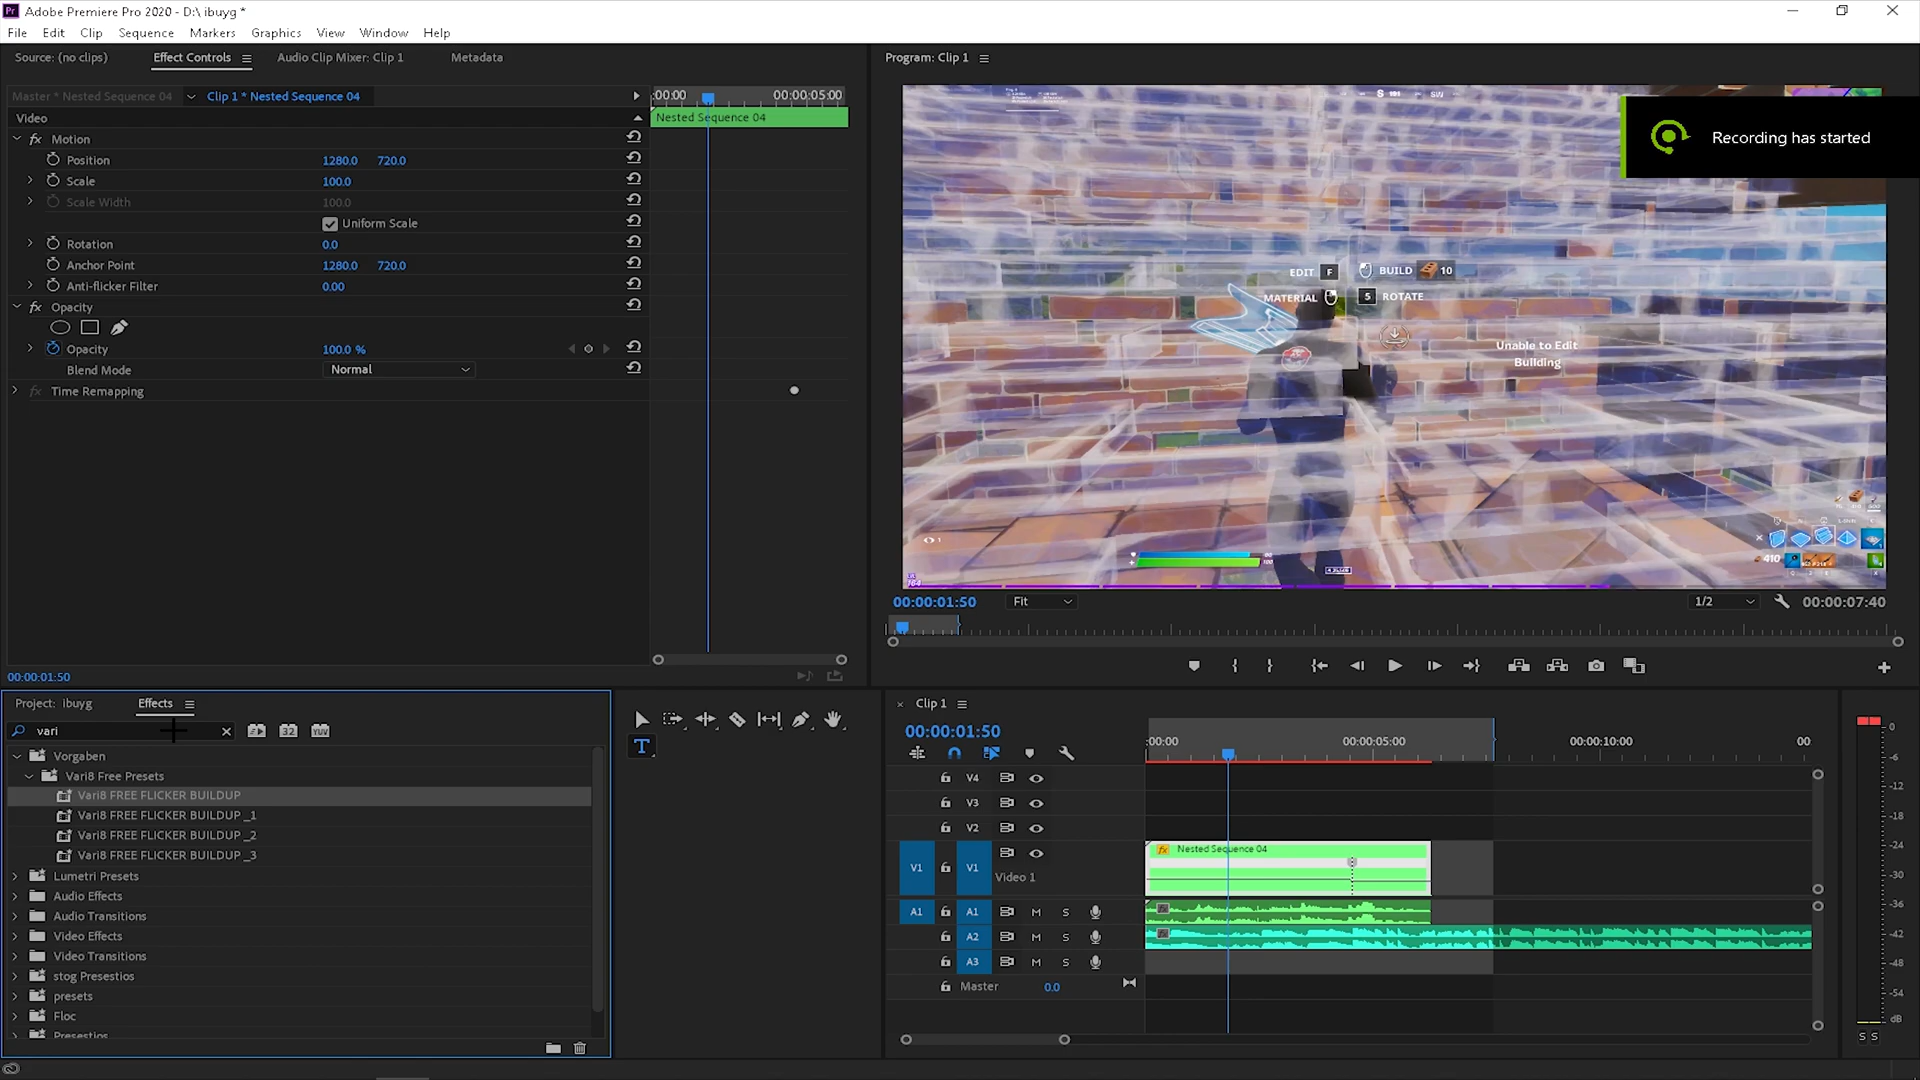 Pr Adobe Premiere Pro 2020 - D:\ ibuyg *
File Edit Clip Sequence Markers Graphics View Window Help
Source: (no clips) Effect Controls Audio Clip Mixer: Clip 1 Metadata
Master * Nested Sequence 04 Clip 1 * Nested Sequence 04
:00:00 00:00:05:00
Video
Nested Sequence 04
fx Motion
Position 1280.0 720.0
Scale 100.0
Scale Width 100.0
Uniform Scale
Rotation 0.0
Anchor Point 1280.0 720.0
Anti-flicker Filter 0.00
fx Opacity
Opacity 100.0 %
Blend Mode Normal
fx Time Remapping
00:00:01:50
Program: Clip 1
S 191 SW
Recording has started
EDIT F BUILD 10
MATERIAL 5 ROTATE
Unable to Edit
Building
410
00:00:01:50 Fit 1/2 00:00:07:40
Project: ibuyg Effects
vari 32 YUV
Vorgaben
Vari8 Free Presets
Vari8 FREE FLICKER BUILDUP
Vari8 FREE FLICKER BUILDUP _1
Vari8 FREE FLICKER BUILDUP _2
Vari8 FREE FLICKER BUILDUP _3
Lumetri Presets
Audio Effects
Audio Transitions
Video Effects
Video Transitions
stog Presestios
presets
Floc
Presestios
T
× Clip 1
00:00:01:50
:00:00 00:00:05:00 00:00:10:00 00
V4
V3
V2
V1 V1 Video 1
fx Nested Sequence 04
A1 A1 M S
A2 M S
A3 M S
Master 0.0
0
-6
-12
-18
-24
-30
-36
-42
-48
-54
dB
S S